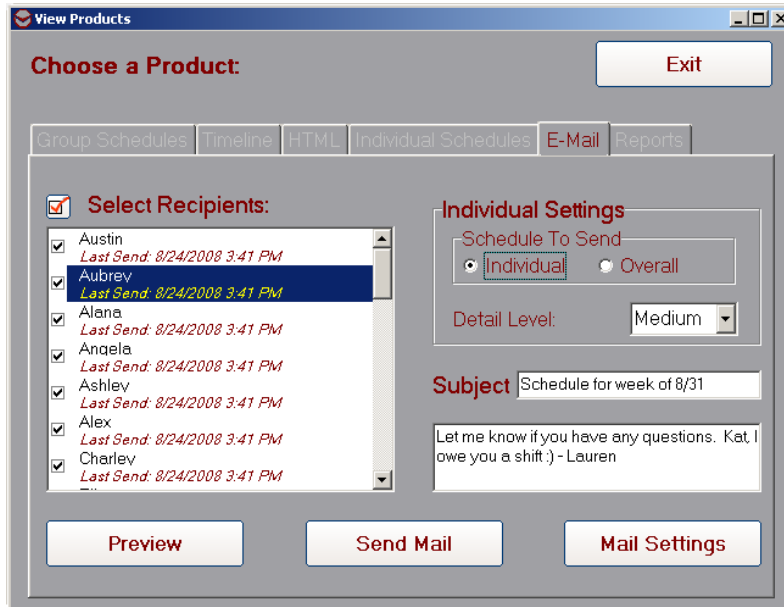 View Products
Choose a Product:
Exit
Group Schedules Timeline HTML Individual Schedules E-Mail Reports
Select Recipients:
Austin
Last Send: 8/24/2008 3:41 PM
Aubrey
Last Send: 8/24/2008 3:41 PM
Alana
Last Send: 8/24/2008 3:41 PM
Angela
Last Send: 8/24/2008 3:41 PM
Ashley
Last Send: 8/24/2008 3:41 PM
Alex
Last Send: 8/24/2008 3:41 PM
Charley
Last Send: 8/24/2008 3:41 PM
Individual Settings
Schedule To Send
Individual Overall
Detail Level: Medium
Subject Schedule for week of 8/31
Let me know if you have any questions. Kat, I
owe you a shift :) - Lauren
Preview Send Mail Mail Settings